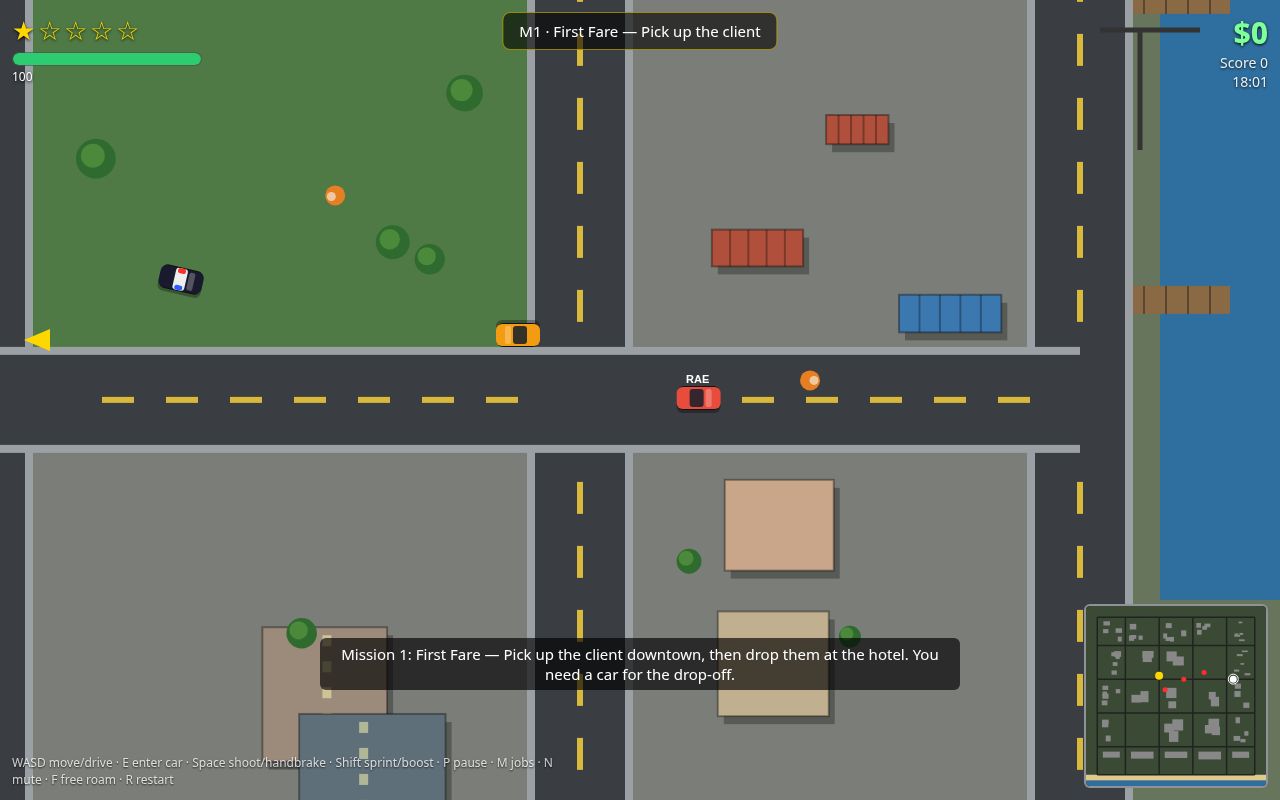 ★☆☆☆☆
100
M1 · First Fare — Pick up the client
$0
Score 0
18:01
RAE
Mission 1: First Fare — Pick up the client downtown, then drop them at the hotel. You
need a car for the drop-off.
WASD move/drive · E enter car · Space shoot/handbrake · Shift sprint/boost · P pause · M jobs · N
mute · F free roam · R restart